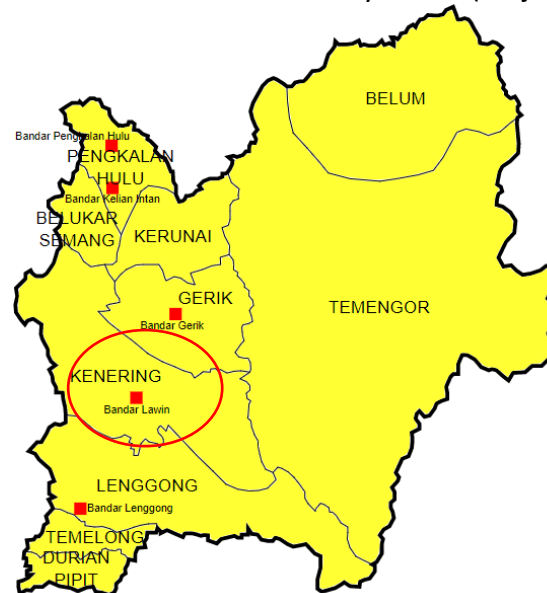 BELUM
Bandar Pengkalan Hulu
PENGKALAN
HULU
Bandar Kelian Intan
BELUKAR
SEMANG
KERUNAI
GERIK
Bandar Gerik
TEMENGOR
KENERING
Bandar Lawin
LENGGONG
Bandar Lenggong
TEMELONG
DURIAN
PIPIT